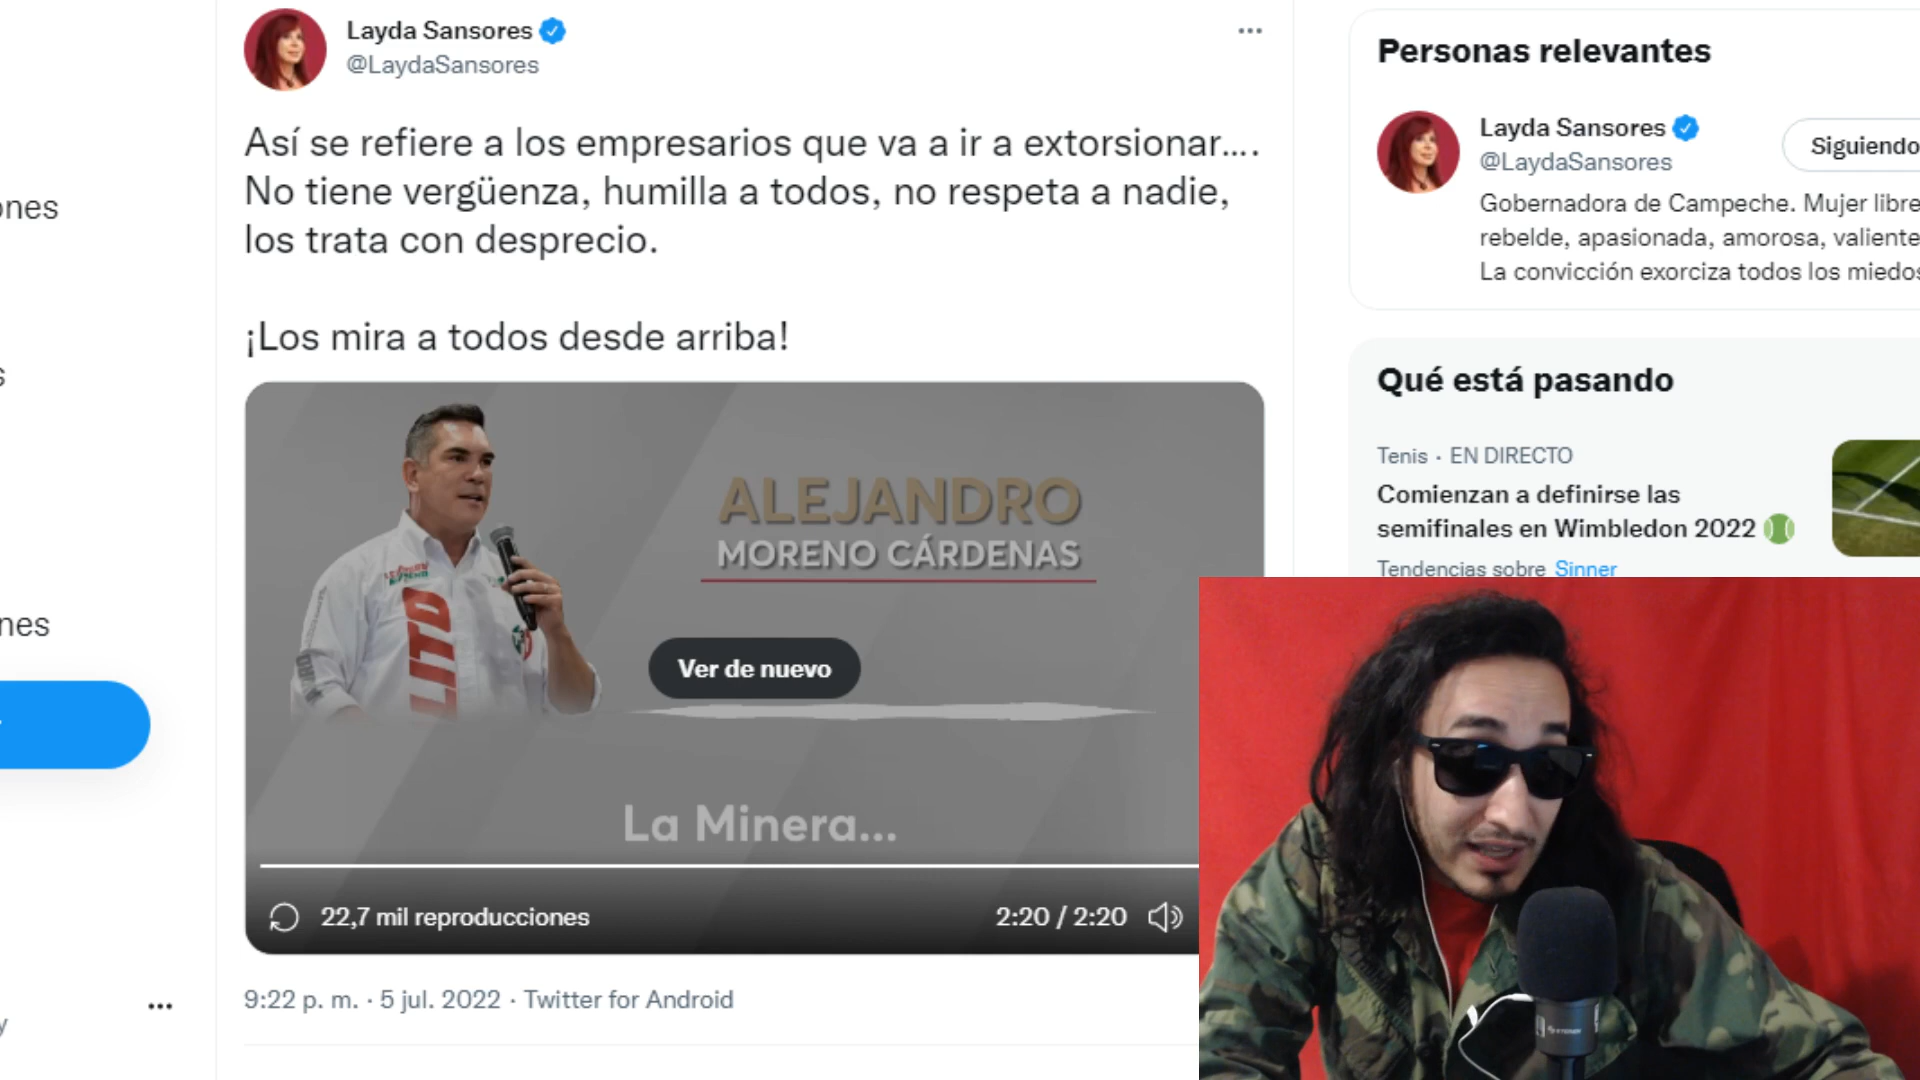 Layda Sansores
@LaydaSansores
Así se refiere a los empresarios que va a ir a extorsionar....
No tiene vergüenza, humilla a todos, no respeta a nadie,
los trata con desprecio.
¡Los mira a todos desde arriba!
ALEJANDRO
MORENO CÁRDENAS
LITO
Ver de nuevo
La Minera...
22,7 mil reproducciones
2:20 / 2:20
9:22 p. m. · 5 jul. 2022 · Twitter for Android
Personas relevantes
Layda Sansores
@LaydaSansores
Siguiendo
Gobernadora de Campeche. Mujer libre
rebelde, apasionada, amorosa, valiente
La convicción exorciza todos los miedos
Qué está pasando
Tenis · EN DIRECTO
Comienzan a definirse las
semifinales en Wimbledon 2022
Tendencias sobre Sinner
ones
s
nes
y